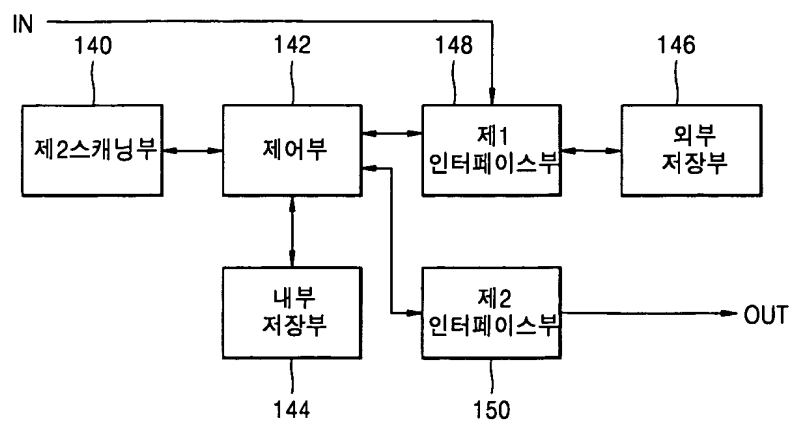 IN
140
142
148
146
제2스캐닝부
제어부
제1
인터페이스부
외부
저장부
내부
저장부
제2
인터페이스부
OUT
144
150